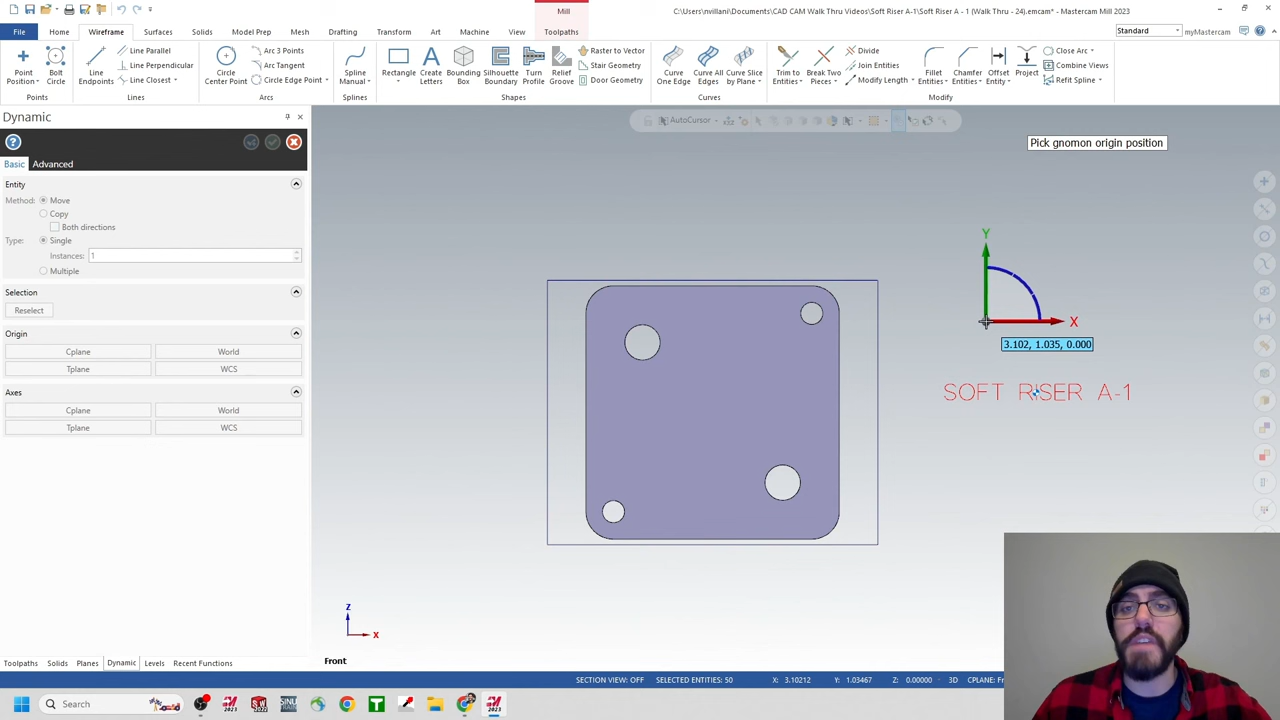 Mill
C:\Users\nvillani\Documents\CAD CAM Walk Thru Videos\Soft Riser A-1\Soft Riser A - 1 (Walk Thru - 24).emcam* - Mastercam Mill 2023
File Home Wireframe Surfaces Solids Model Prep Mesh Drafting Transform Art Machine View Toolpaths
Standard myMastercam
Point Position Bolt Circle
Points
Line Endpoints
Line Parallel
Line Perpendicular
Line Closest
Lines
Circle Center Point
Arc 3 Points
Arc Tangent
Circle Edge Point
Arcs
Spline Manual
Splines
Rectangle Create Letters Bounding Box Silhouette Boundary Turn Profile Relief Groove
Raster to Vector
Stair Geometry
Door Geometry
Shapes
Curve One Edge Curve All Edges Curve Slice by Plane
Curves
Trim to Entities Break Two Pieces
Divide
Join Entities
Modify Length
Fillet Entities Chamfer Entities Offset Entity Project
Close Arc
Combine Views
Refit Spline
Modify
Dynamic
AutoCursor
Pick gnomon origin position
Basic Advanced
Entity
Method: Move
Copy
Both directions
Type: Single
Instances: 1
Multiple
Selection
Reselect
Origin
Cplane World
Tplane WCS
Axes
Cplane World
Tplane WCS
Y
X
3.102, 1.035, 0.000
SOFT RISER A-1
Z
X
Front
Toolpaths Solids Planes Dynamic Levels Recent Functions
SECTION VIEW: OFF SELECTED ENTITIES: 50 X: 3.10212 Y: 1.03467 Z: 0.00000 3D
Search